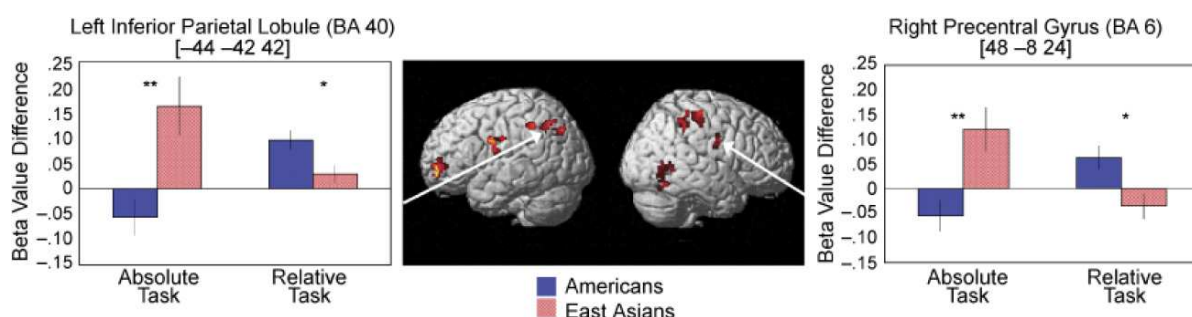 Left Inferior Parietal Lobule (BA 40)
[–44 –42 42]
Beta Value Difference
.25
.20
.15
.10
.05
0
–.05
–.10
–.15
**
*
Absolute
Task
Relative
Task
Americans
East Asians
Right Precentral Gyrus (BA 6)
[48 –8 24]
Beta Value Difference
.25
.20
.15
.10
.05
0
–.05
–.10
–.15
**
*
Absolute
Task
Relative
Task